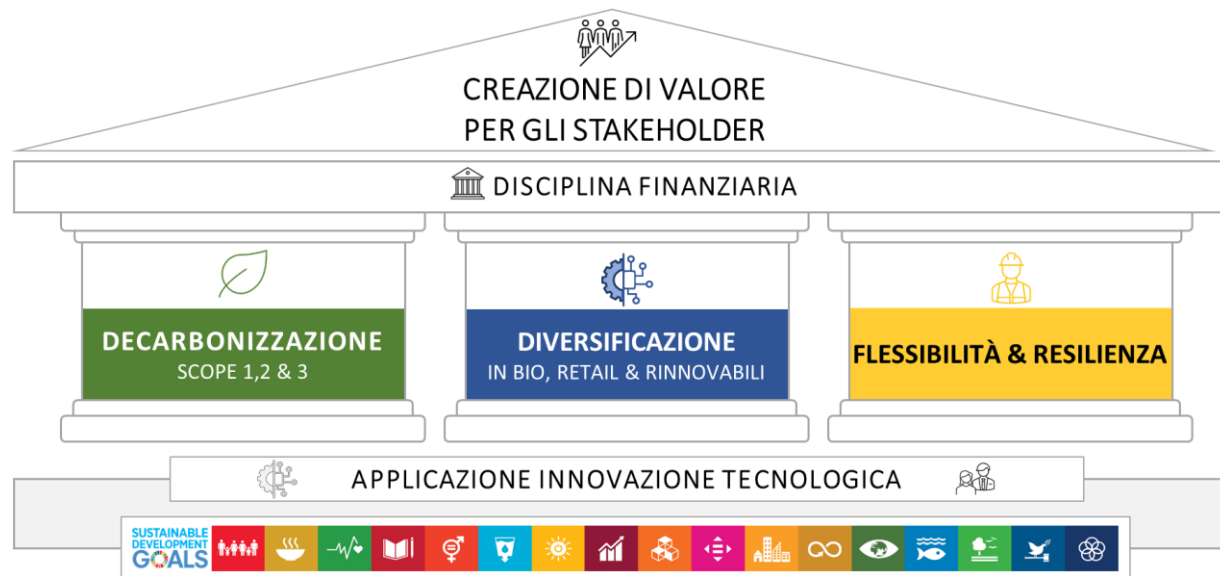 CREAZIONE DI VALORE
PER GLI STAKEHOLDER
DISCIPLINA FINANZIARIA
DECARBONIZZAZIONE
SCOPE 1,2 & 3
DIVERSIFICAZIONE
IN BIO, RETAIL & RINNOVABILI
FLESSIBILITÀ & RESILIENZA
APPLICAZIONE INNOVAZIONE TECNOLOGICA
SUSTAINABLE
DEVELOPMENT
GOALS